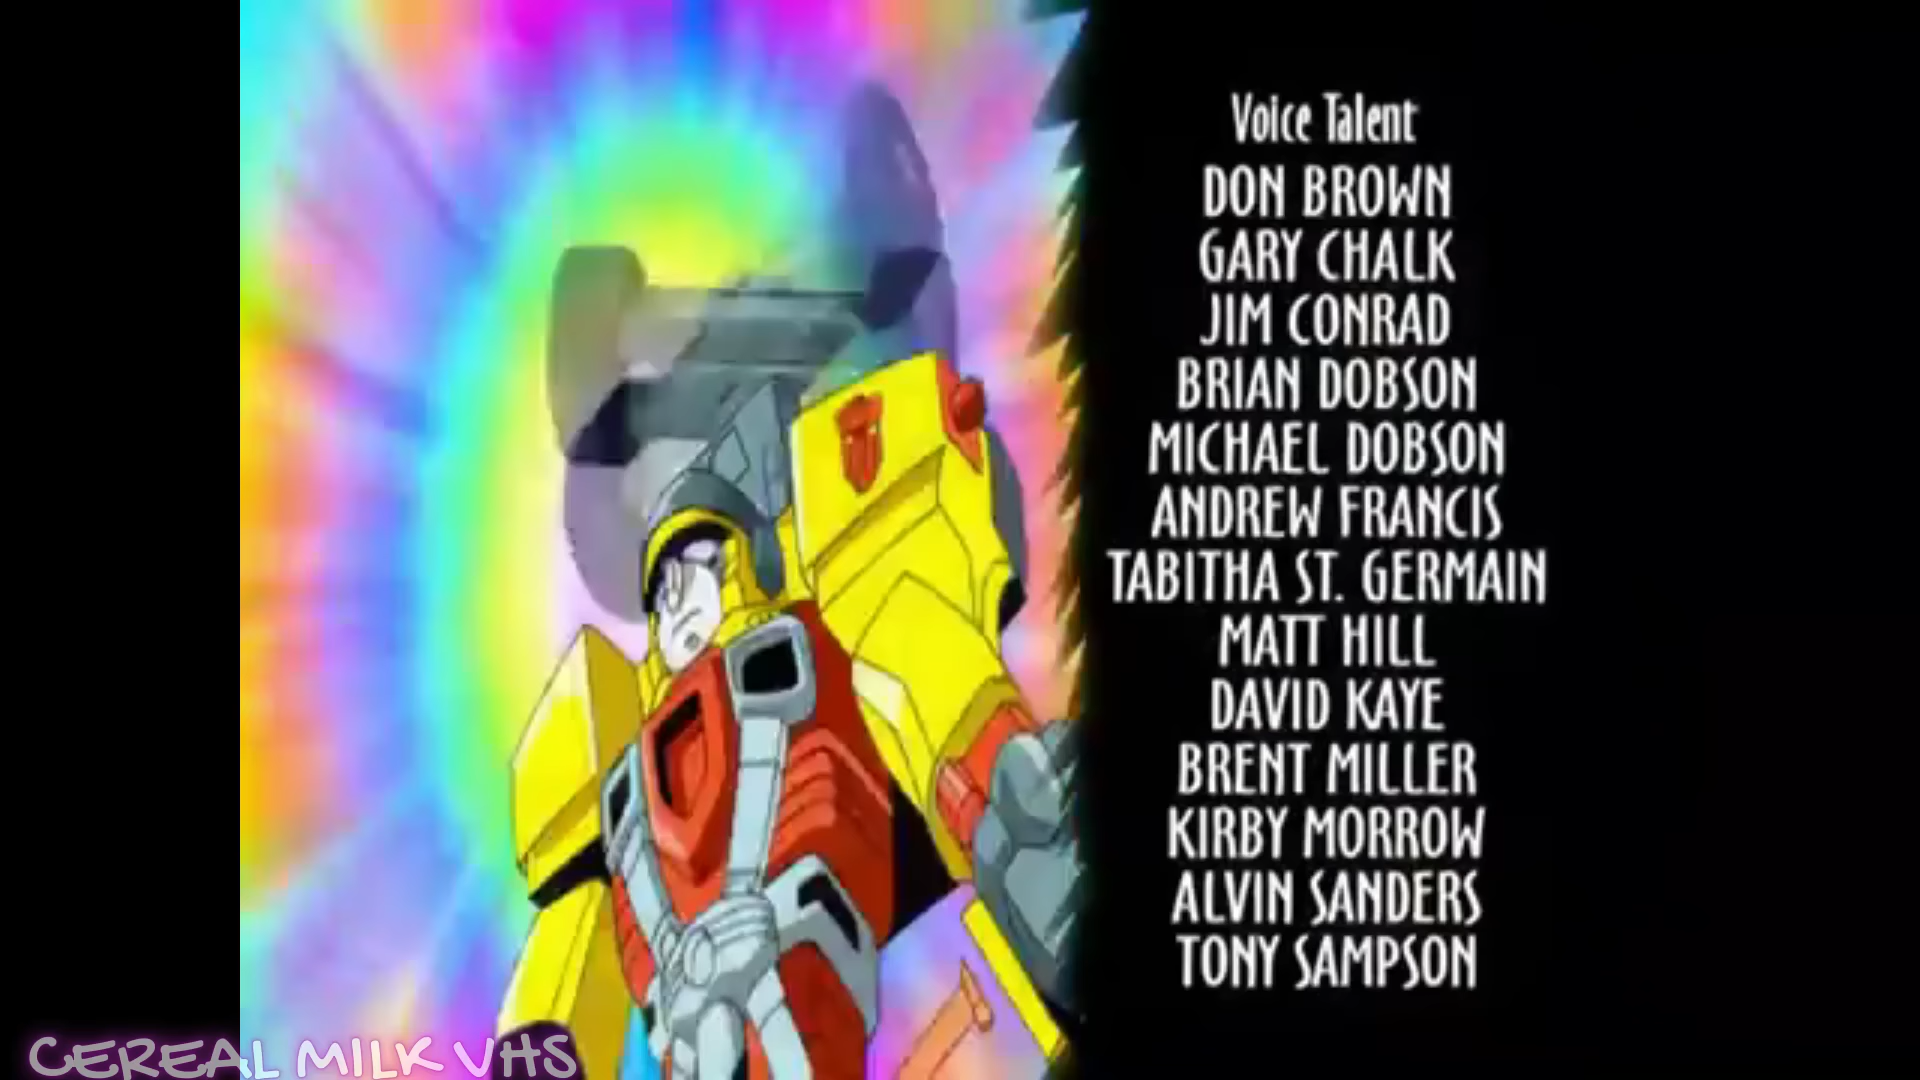 Voice Talent
DON BROWN
GARY CHALK
JIM CONRAD
BRIAN DOBSON
MICHAEL DOBSON
ANDREW FRANCIS
TABITHA ST. GERMAIN
MATT HILL
DAVID KAYE
BRENT MILLER
KIRBY MORROW
ALVIN SANDERS
TONY SAMPSON
CEREAL MILK VHS